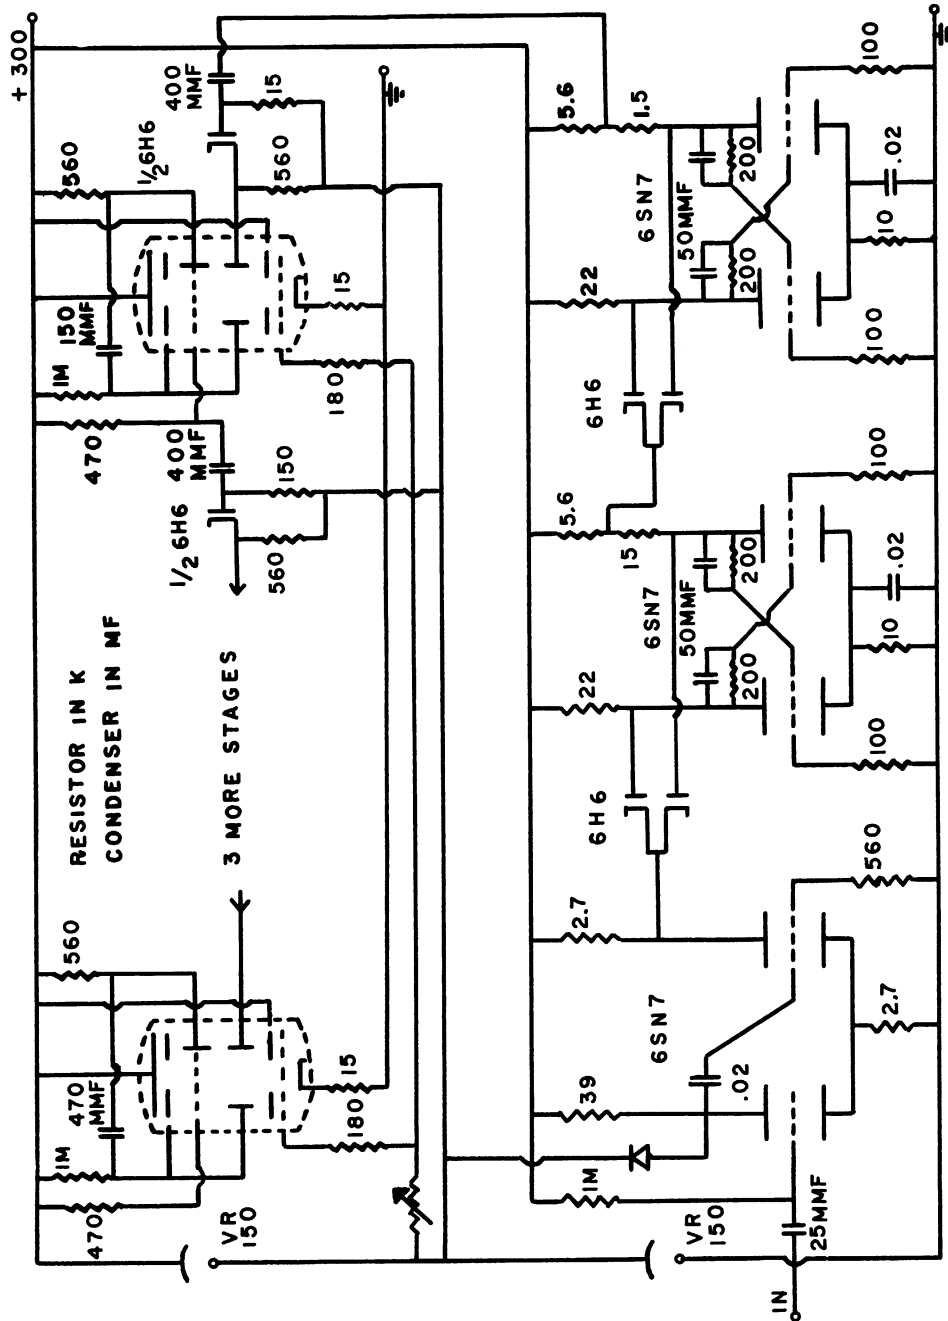 +300
RESISTOR IN K
CONDENSER IN MF
470
1M
470
MMF
560
470
1M
150
MMF
560
1/2 6H6
400
MMF
1/2 6H6
400
MMF
3 MORE STAGES
560
150
560
15
180
15
180
15
VR
150
VR
150
1M
39
2.7
22
5.6
22
5.6
6H6
15
6H6
1.5
6SN7
6SN7
6SN7
.02
50MMF
50MMF
200
200
200
200
IN
25MMF
2.7
560
100
10
.02
100
100
10
.02
100